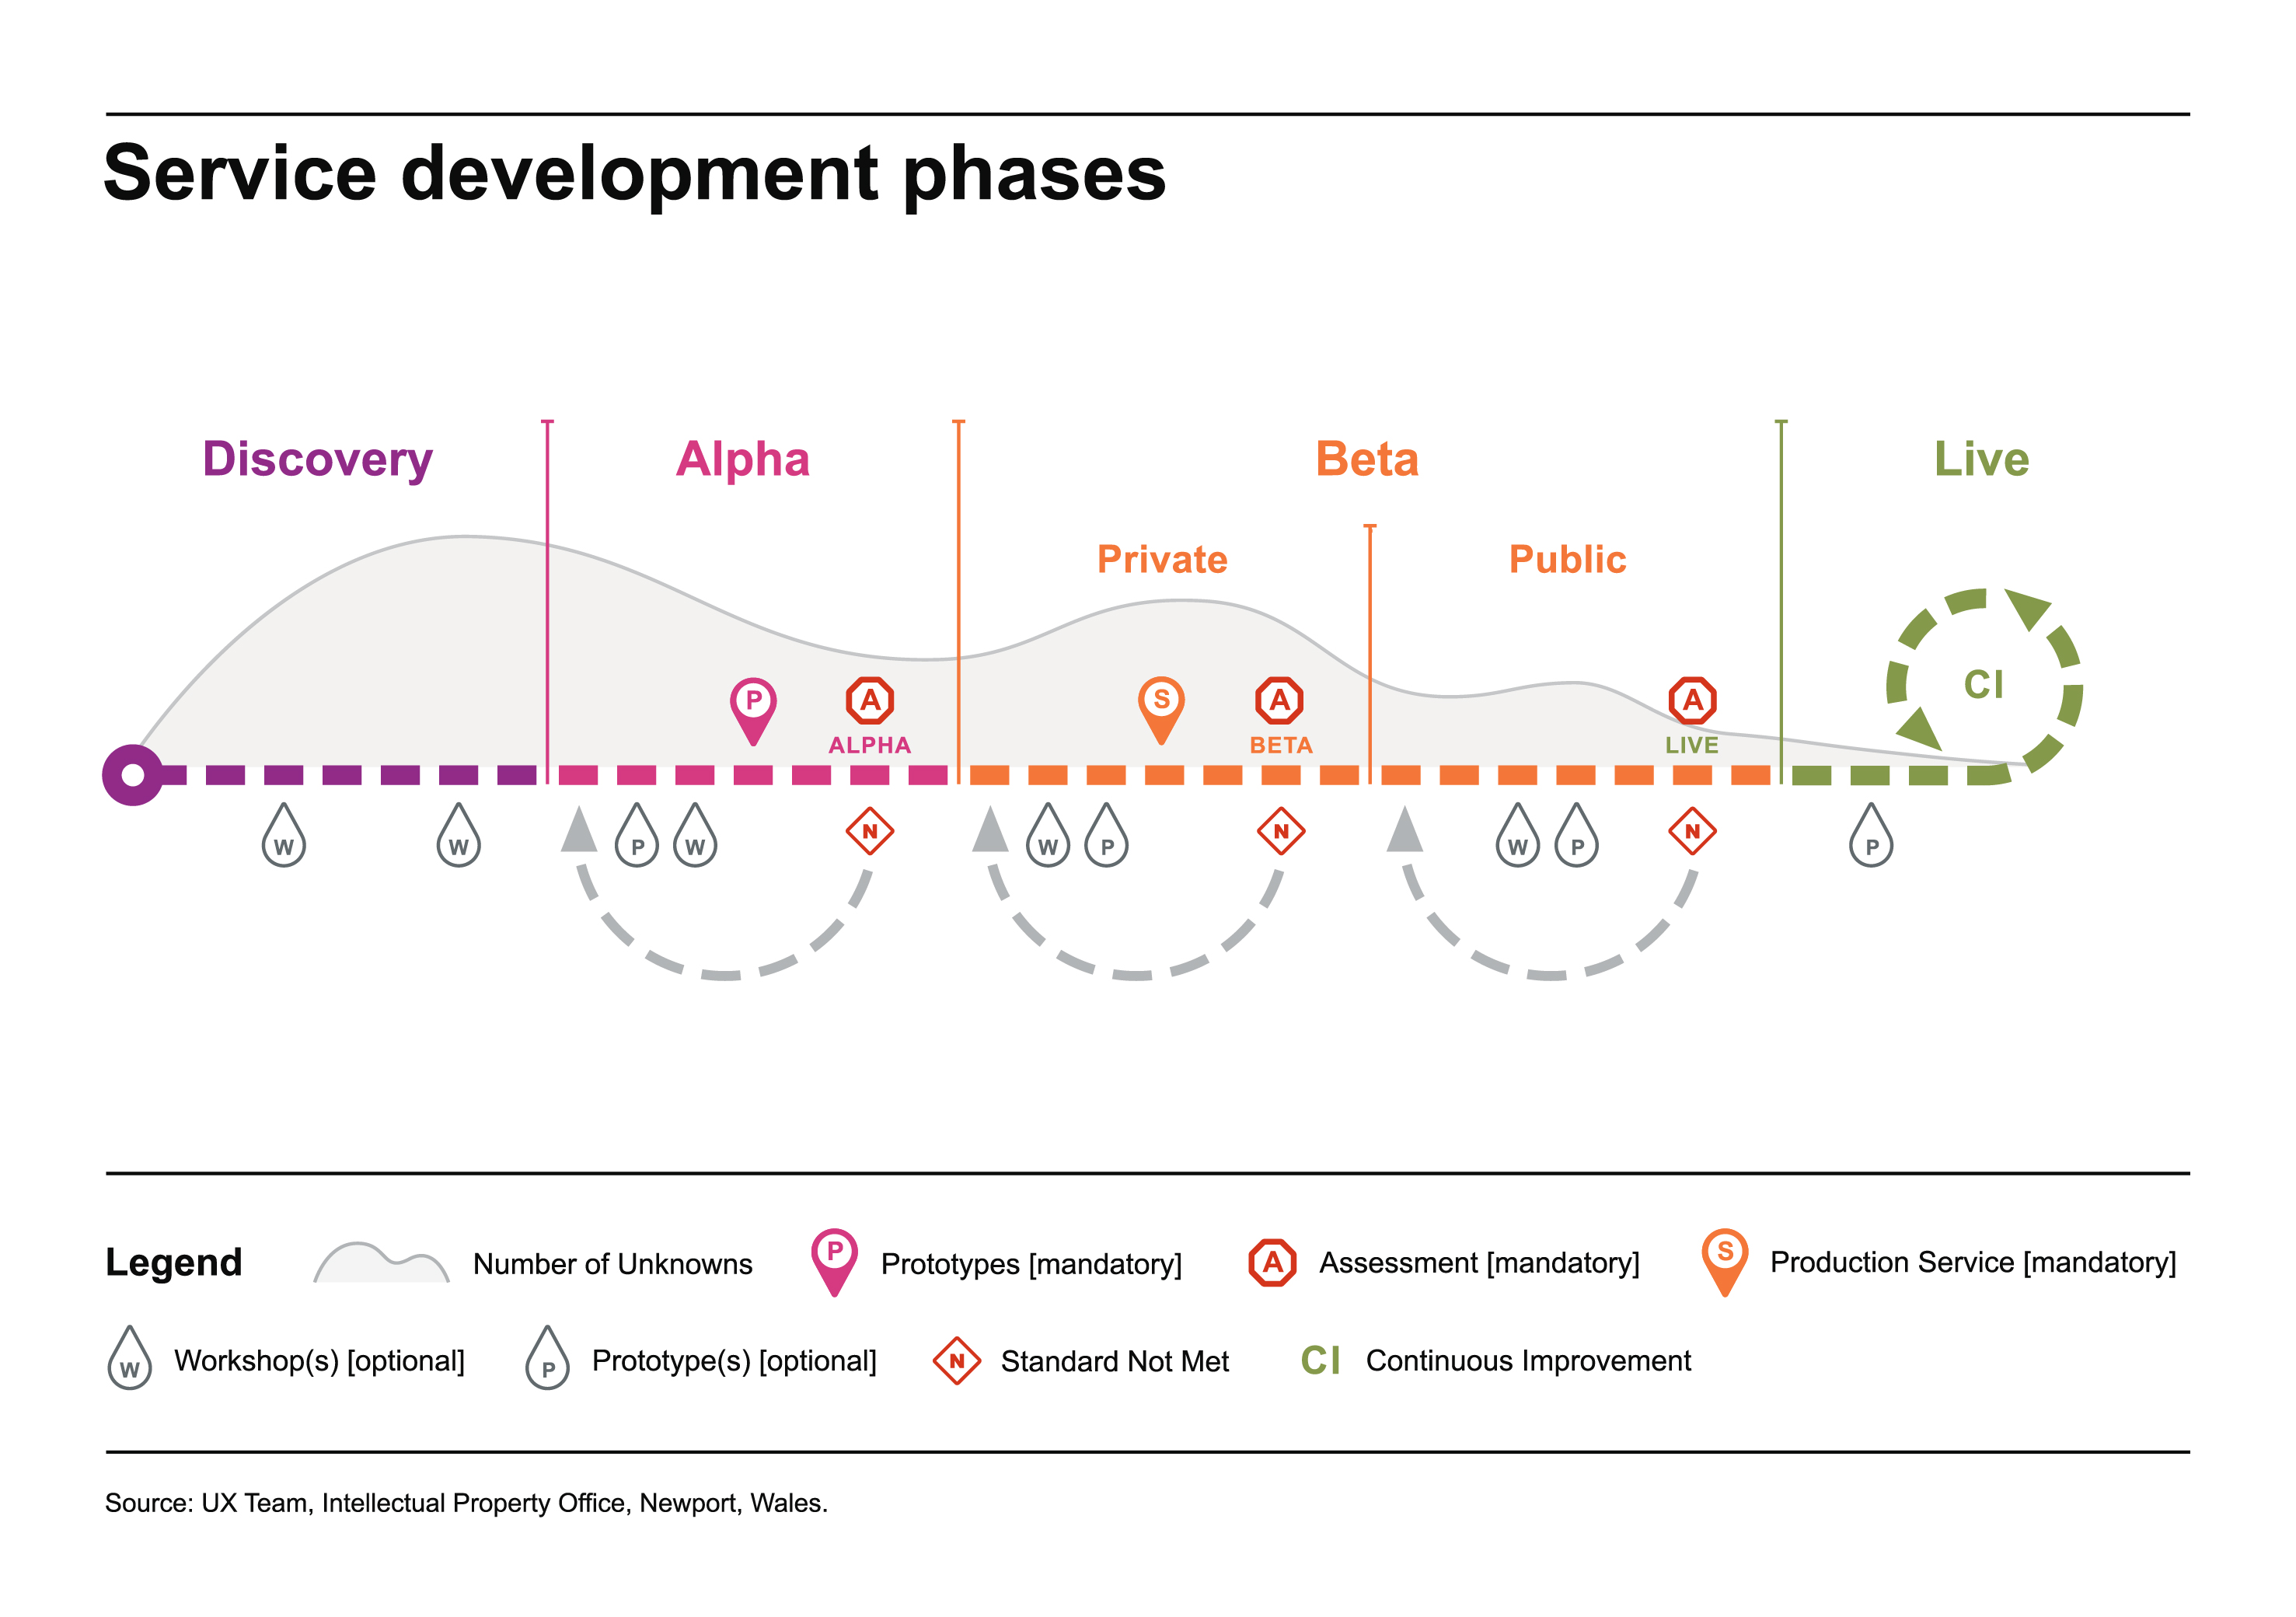 Service development phases
Discovery
Alpha
Beta
Live
Private
Public
CI
P
A
S
A
A
ALPHA
BETA
LIVE
W
W
P
W
N
W
P
N
W
P
N
P
Legend
Number of Unknowns
P
Prototypes [mandatory]
A
Assessment [mandatory]
S
Production Service [mandatory]
W
Workshop(s) [optional]
P
Prototype(s) [optional]
N
Standard Not Met
CI
Continuous Improvement
Source: UX Team, Intellectual Property Office, Newport, Wales.